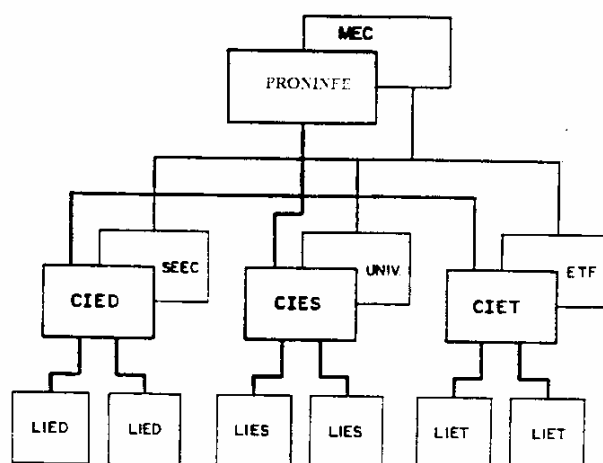 MEC
PRONINFE
SEEC
UNIV.
ETF
CIED
CIES
CIET
LIED
LIED
LIES
LIES
LIET
LIET